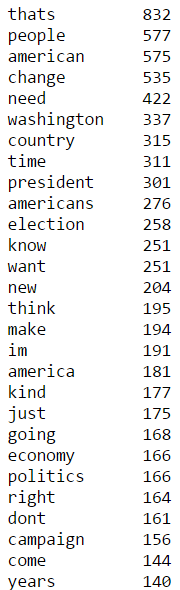 thats 832
people 577
american 575
change 535
need 422
washington 337
country 315
time 311
president 301
americans 276
election 258
know 251
want 251
new 204
think 195
make 194
im 191
america 181
kind 177
just 175
going 168
economy 166
politics 166
right 164
dont 161
campaign 156
come 144
years 140